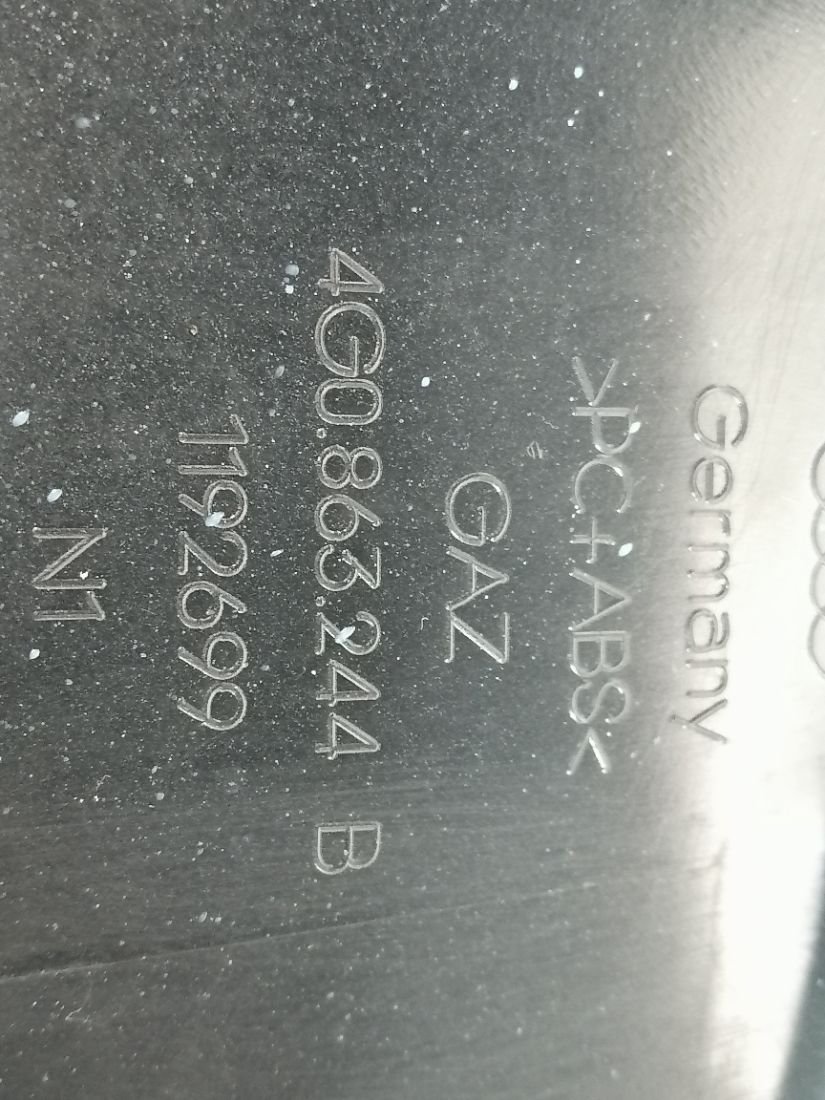 Germany
>PC+ABS<
GAZ
4G0.863.244 B
1192699
N1